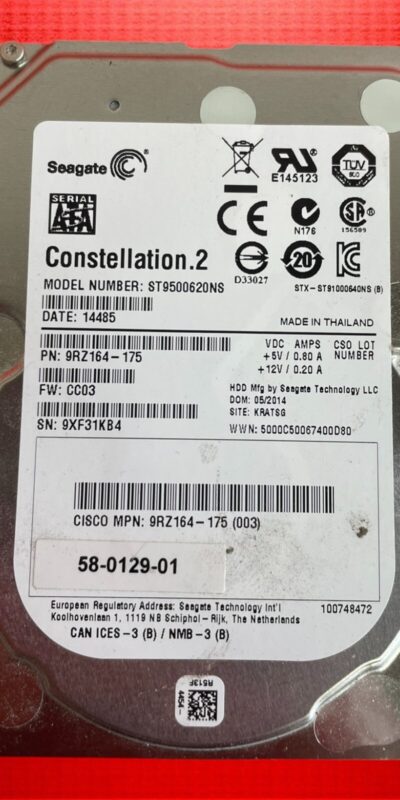 Seagate
E145123
TUV
SERIAL
ATA
N176
156509
Constellation.2
D33027
20
MODEL NUMBER: ST9500620NS
STX-ST91000640NS (B)
DATE: 14485
MADE IN THAILAND
PN: 9RZ164-175
VDC AMPS
+5V / 0.80 A
+12V / 0.20 A
CSO LOT
NUMBER
FW: CC03
HDD Mfg by Seagate Technology LLC
DOM: 05/2014
SITE: KRATSG
SN: 9XF31KB4
WWN: 5000C50067400D80
CISCO MPN: 9RZ164-175 (003)
58-0129-01
European Regulatory Address: Seagate Technology Int'l
100748472
Koolhovenlaan 1, 1119 NB Schiphol-Rijk, The Netherlands
CAN ICES-3 (B) / NMB-3 (B)
R513F
4454-